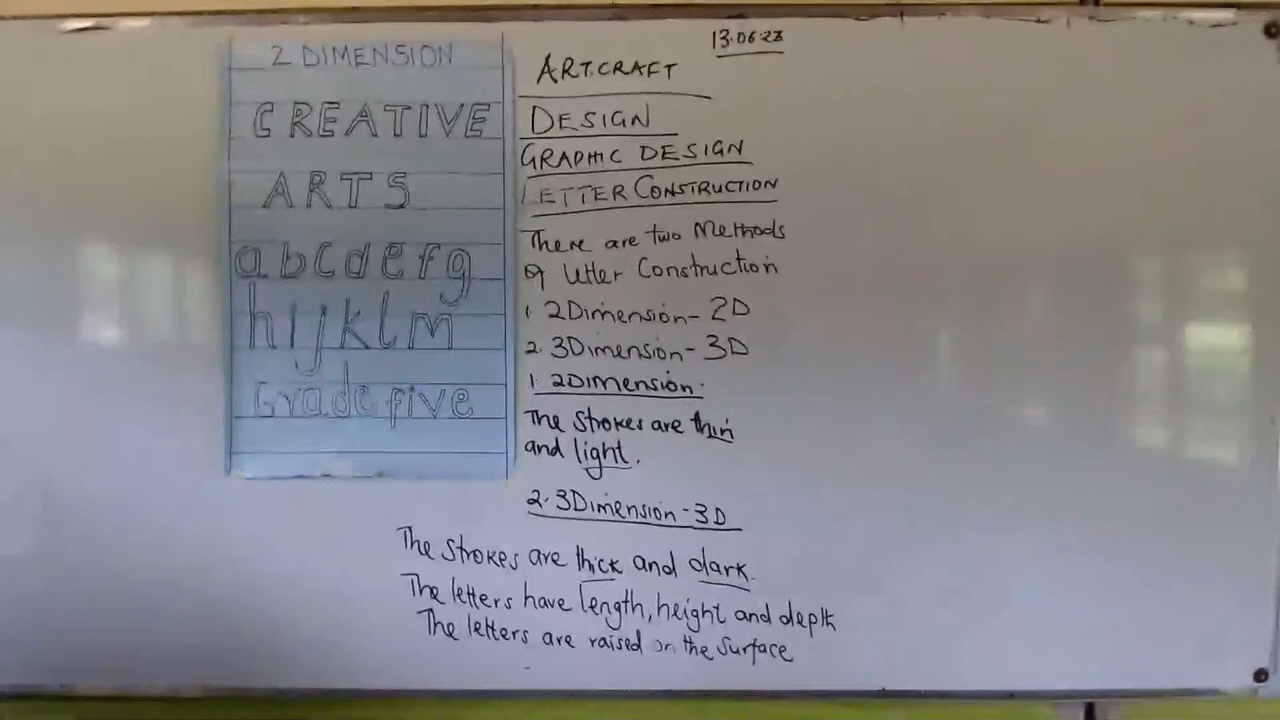 2 DIMENSION
CREATIVE
ARTS
abcdefg
hijklm
Grade five
13.06.23
ART.CRAFT
DESIGN
GRAPHIC DESIGN
LETTER CONSTRUCTION
There are two Methods
of letter Construction
1. 2Dimension - 2D
2. 3Dimension - 3D
1. 2Dimension.
The strokes are thin
and light.
2. 3Dimension - 3D
The strokes are thick and dark.
The letters have length, height and depth
The letters are raised on the surface